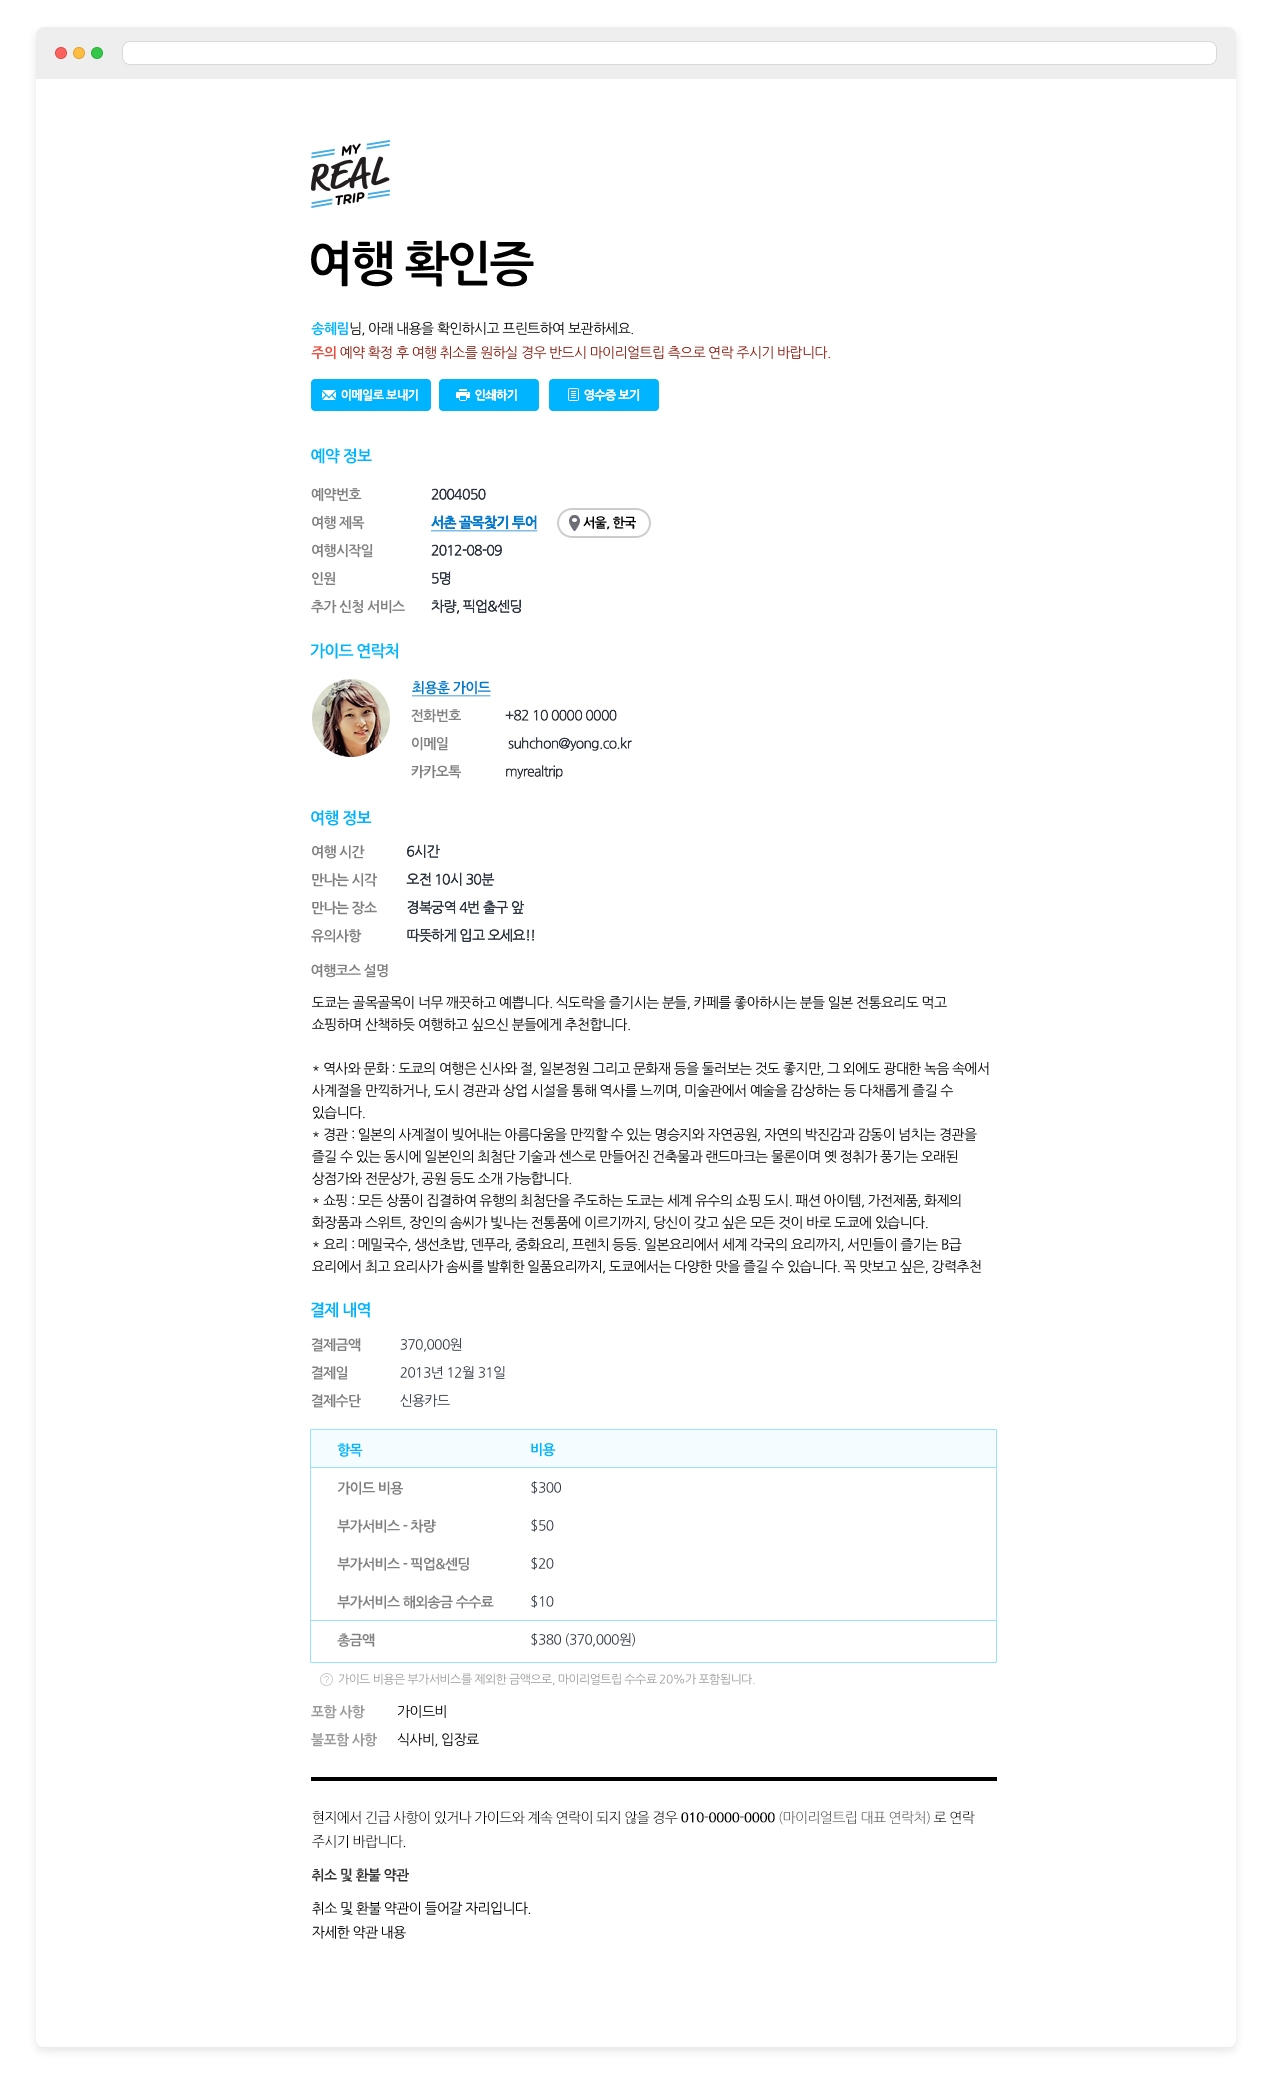 MY
REAL
TRIP
여행 확인증
송혜림님, 아래 내용을 확인하시고 프린트하여 보관하세요.
주의 예약 확정 후 여행 취소를 원하실 경우 반드시 마이리얼트립 측으로 연락 주시기 바랍니다.
이메일로 보내기 인쇄하기 영수증 보기
예약 정보
예약번호 2004050
여행 제목 서촌 골목찾기 투어 서울, 한국
여행시작일 2012-08-09
인원 5명
추가 신청 서비스 차량, 픽업&센딩
가이드 연락처
최용훈 가이드
전화번호 +82 10 0000 0000
이메일 suhchon@yong.co.kr
카카오톡 myrealtrip
여행 정보
여행 시간 6시간
만나는 시각 오전 10시 30분
만나는 장소 경복궁역 4번 출구 앞
유의사항 따뜻하게 입고 오세요!!
여행코스 설명
도쿄는 골목골목이 너무 깨끗하고 예쁩니다. 식도락을 즐기시는 분들, 카페를 좋아하시는 분들 일본 전통요리도 먹고
쇼핑하며 산책하듯 여행하고 싶으신 분들에게 추천합니다.
* 역사와 문화 : 도쿄의 여행은 신사와 절, 일본정원 그리고 문화재 등을 둘러보는 것도 좋지만, 그 외에도 광대한 녹음 속에서
사계절을 만끽하거나, 도시 경관과 상업 시설을 통해 역사를 느끼며, 미술관에서 예술을 감상하는 등 다채롭게 즐길 수
있습니다.
* 경관 : 일본의 사계절이 빚어내는 아름다움을 만끽할 수 있는 명승지와 자연공원, 자연의 박진감과 감동이 넘치는 경관을
즐길 수 있는 동시에 일본인의 최첨단 기술과 센스로 만들어진 건축물과 랜드마크는 물론이며 옛 정취가 풍기는 오래된
상점가와 전문상가, 공원 등도 소개 가능합니다.
* 쇼핑 : 모든 상품이 집결하여 유행의 최첨단을 주도하는 도쿄는 세계 유수의 쇼핑 도시. 패션 아이템, 가전제품, 화제의
화장품과 스위트, 장인의 솜씨가 빛나는 전통품에 이르기까지, 당신이 갖고 싶은 모든 것이 바로 도쿄에 있습니다.
* 요리 : 메밀국수, 생선초밥, 덴푸라, 중화요리, 프렌치 등등. 일본요리에서 세계 각국의 요리까지, 서민들이 즐기는 B급
요리에서 최고 요리사가 솜씨를 발휘한 일품요리까지, 도쿄에서는 다양한 맛을 즐길 수 있습니다. 꼭 맛보고 싶은, 강력추천
결제 내역
결제금액 370,000원
결제일 2013년 12월 31일
결제수단 신용카드
항목 비용
가이드 비용 $300
부가서비스 - 차량 $50
부가서비스 - 픽업&센딩 $20
부가서비스 해외송금 수수료 $10
총금액 $380 (370,000원)
? 가이드 비용은 부가서비스를 제외한 금액으로, 마이리얼트립 수수료 20%가 포함됩니다.
포함 사항 가이드비
불포함 사항 식사비, 입장료
현지에서 긴급 사항이 있거나 가이드와 계속 연락이 되지 않을 경우 010-0000-0000 (마이리얼트립 대표 연락처) 로 연락
주시기 바랍니다.
취소 및 환불 약관
취소 및 환불 약관이 들어갈 자리입니다.
자세한 약관 내용